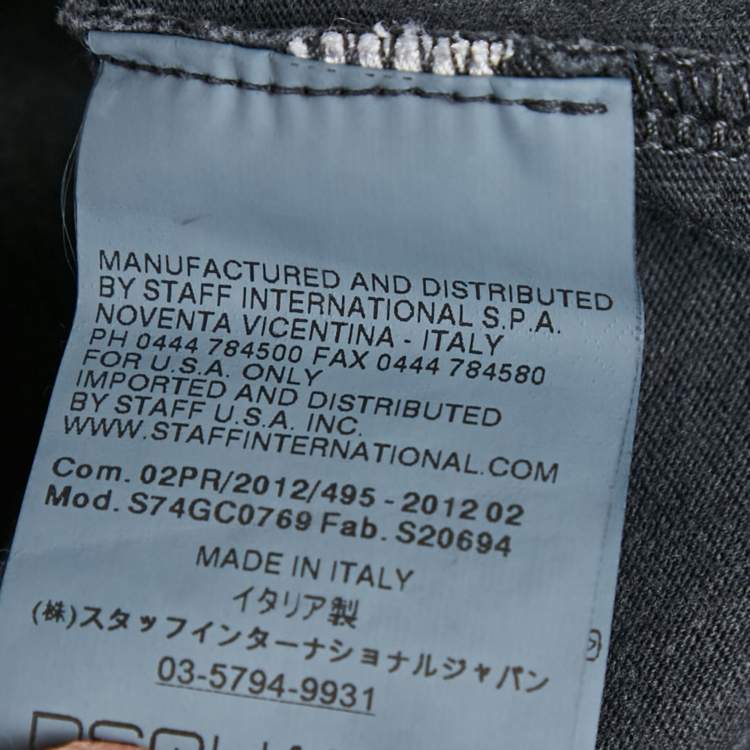 MANUFACTURED AND DISTRIBUTED
BY STAFF INTERNATIONAL S.P.A.
NOVENTA VICENTINA - ITALY
PH 0444 784500 FAX 0444 784580
FOR U.S.A. ONLY
IMPORTED AND DISTRIBUTED
BY STAFF U.S.A. INC.
WWW.STAFFINTERNATIONAL.COM
Com. 02PR/2012/495 - 2012 02
Mod. S74GC0769 Fab. S20694
MADE IN ITALY
イタリア製
(株)スタッフインターナショナルジャパン
03-5794-9931